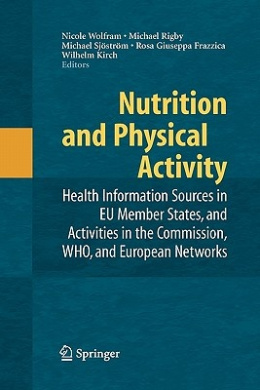 Nicole Wolfram • Michael Rigby
Michael Sjöström • Rosa Giuseppa Frazzica
Wilhelm Kirch
Editors
Nutrition
and Physical
Activity
Health Information Sources in
EU Member States, and
Activities in the Commission,
WHO, and European Networks
Springer